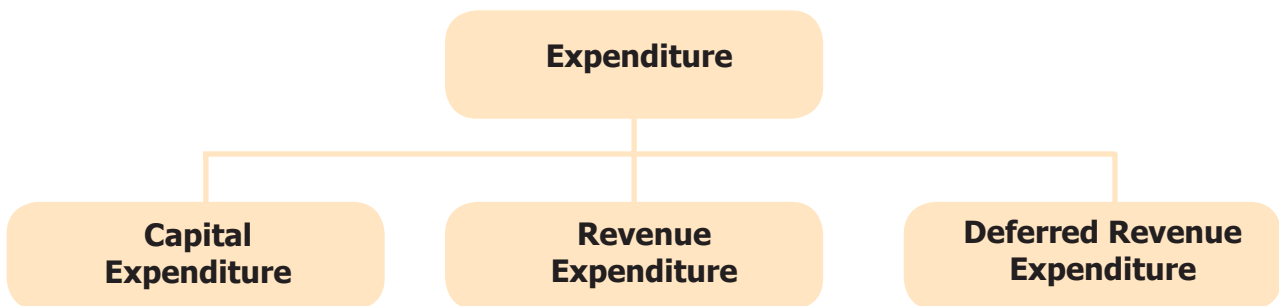 Expenditure
Capital
Expenditure
Revenue
Expenditure
Deferred Revenue
Expenditure